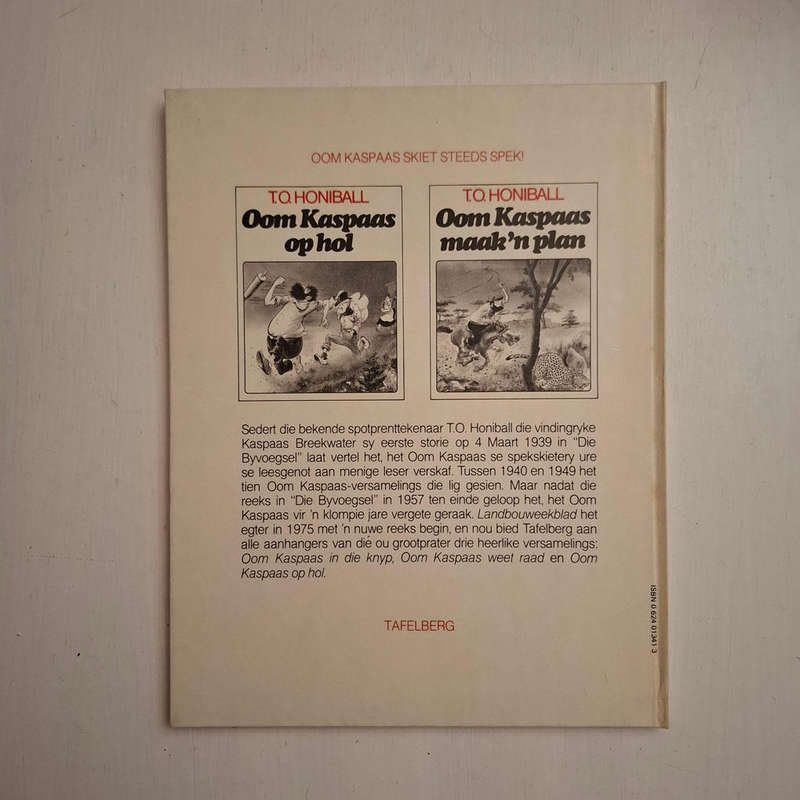 OOM KASPAAS SKIET STEEDS SPEK!
T.O. HONIBALL
Oom Kaspaas
op hol
T.O. HONIBALL
Oom Kaspaas
maak 'n plan
Sedert die bekende spotprenttekenaar T.O. Honiball die vindingryke
Kaspaas Breekwater sy eerste storie op 4 Maart 1939 in "Die
Byvoegsel" laat vertel het, het Oom Kaspaas se spekskietery ure
se leesgenot aan menige leser verskaf. Tussen 1940 en 1949 het
tien Oom Kaspaas-versamelings die lig gesien. Maar nadat die
reeks in "Die Byvoegsel" in 1957 ten einde geloop het, het Oom
Kaspaas vir 'n klompie jare vergete geraak. Landbouweekblad het
egter in 1975 met 'n nuwe reeks begin, en nou bied Tafelberg aan
alle aanhangers van dié ou grootprater drie heerlike versamelings:
Oom Kaspaas in die knyp, Oom Kaspaas weet raad en Oom
Kaspaas op hol.
TAFELBERG
ISBN 0 624 01341 3